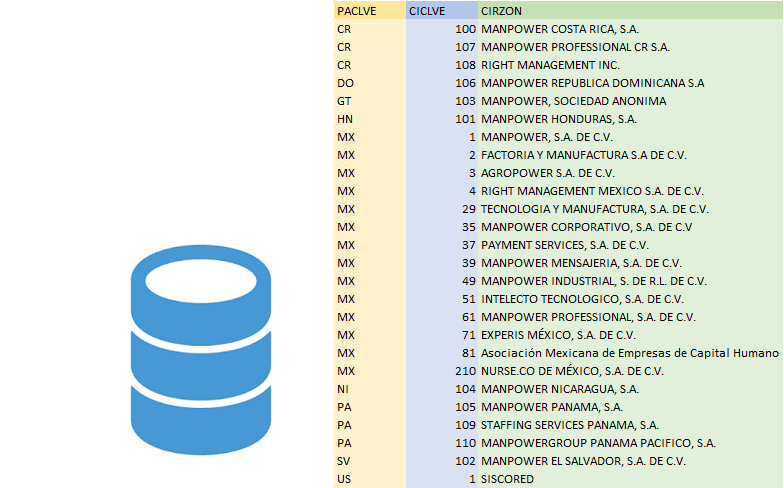 PACLVE CICLVE CIRZON
CR 100 MANPOWER COSTA RICA, S.A.
CR 107 MANPOWER PROFESSIONAL CR S.A.
CR 108 RIGHT MANAGEMENT INC.
DO 106 MANPOWER REPUBLICA DOMINICANA S.A
GT 103 MANPOWER, SOCIEDAD ANONIMA
HN 101 MANPOWER HONDURAS, S.A.
MX 1 MANPOWER, S.A. DE C.V.
MX 2 FACTORIA Y MANUFACTURA S.A DE C.V.
MX 3 AGROPOWER S.A. DE C.V.
MX 4 RIGHT MANAGEMENT MEXICO S.A. DE C.V.
MX 29 TECNOLOGIA Y MANUFACTURA, S.A. DE C.V.
MX 35 MANPOWER CORPORATIVO, S.A. DE C.V
MX 37 PAYMENT SERVICES, S.A. DE C.V.
MX 39 MANPOWER MENSAJERIA, S.A. DE C.V.
MX 49 MANPOWER INDUSTRIAL, S. DE R.L. DE C.V.
MX 51 INTELECTO TECNOLOGICO, S.A. DE C.V.
MX 61 MANPOWER PROFESSIONAL, S.A. DE C.V.
MX 71 EXPERIS MÉXICO, S.A. DE C.V.
MX 81 Asociación Mexicana de Empresas de Capital Humano
MX 210 NURSE.CO DE MÉXICO, S.A. DE C.V.
NI 104 MANPOWER NICARAGUA, S.A.
PA 105 MANPOWER PANAMA, S.A.
PA 109 STAFFING SERVICES PANAMA, S.A.
PA 110 MANPOWERGROUP PANAMA PACIFICO, S.A.
SV 102 MANPOWER EL SALVADOR, S.A. DE C.V.
US 1 SISCORED